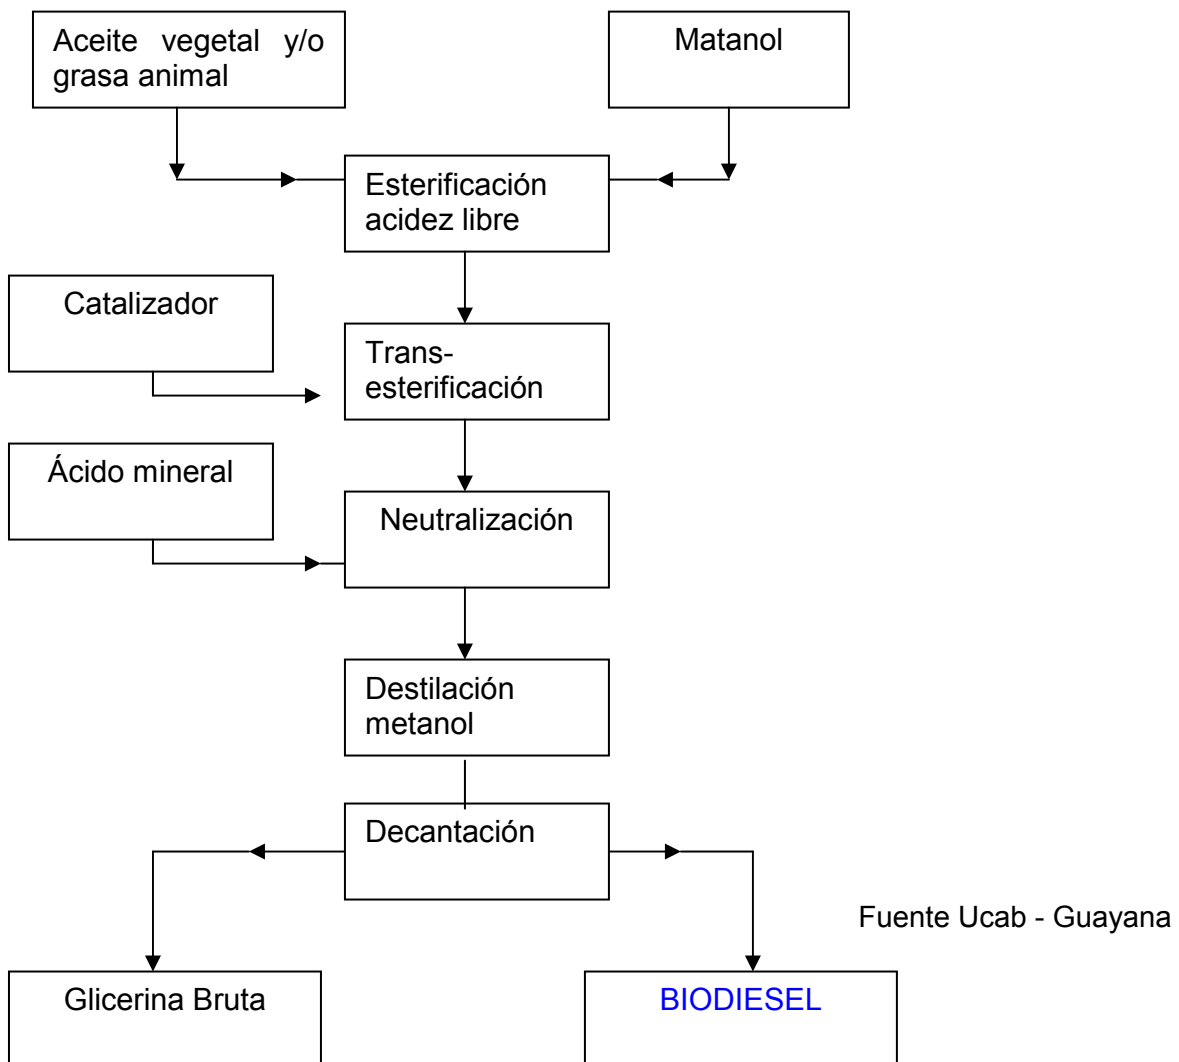 Aceite vegetal y/o
grasa animal
Matanol
Esterificación
acidez libre
Catalizador
Trans-
esterificación
Ácido mineral
Neutralización
Destilación
metanol
Decantación
Fuente Ucab - Guayana
Glicerina Bruta
BIODIESEL